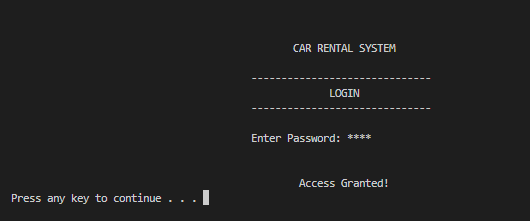 CAR RENTAL SYSTEM
------------------------------
LOGIN
------------------------------
Enter Password: ****
Access Granted!
Press any key to continue . . .